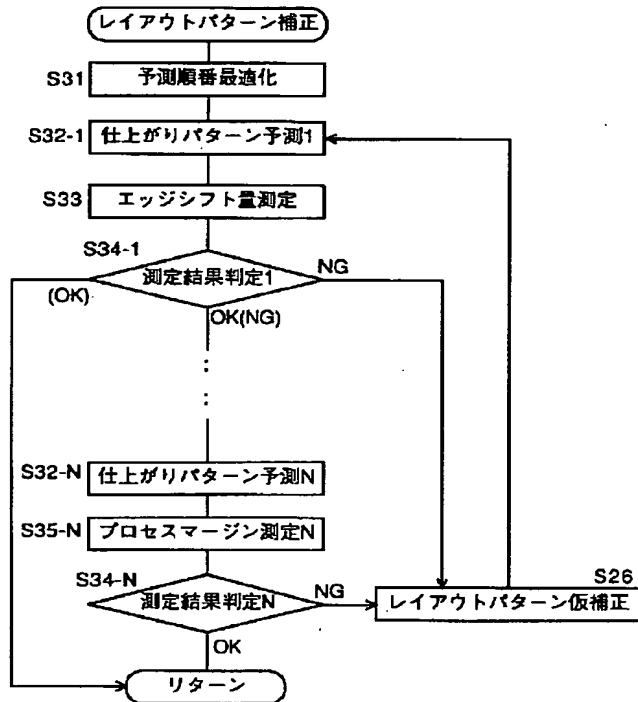 レイアウトパターン補正
S31
予測順番最適化
S32-1
仕上がりパターン予測1
S33
エッジシフト量測定
S34-1
測定結果判定1
NG
(OK)
OK(NG)
S32-N
仕上がりパターン予測N
S35-N
プロセスマージン測定N
S34-N
測定結果判定N
NG
S26
レイアウトパターン仮補正
OK
リターン